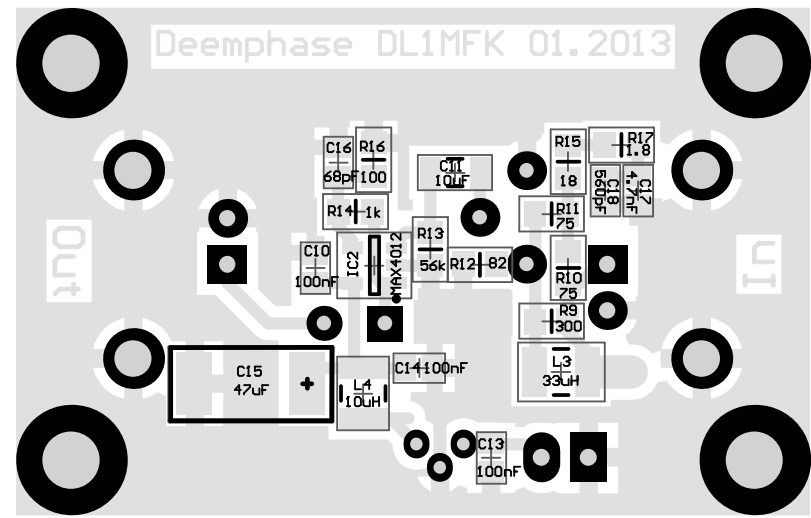 Deemphase DL1MFK 01.2013
C16
68pF
R16
100
C11
10uF
R15
18
R17
1.8
C18
560pF
C17
4.7nF
R14 1k
R11
75
Out
In
C10
100nF
IC2
MAX4012
R13
56k
R12 82
R10
75
R9
300
C15
47uF
+
L4
10uH
C14 100nF
L3
33uH
C13
100nF